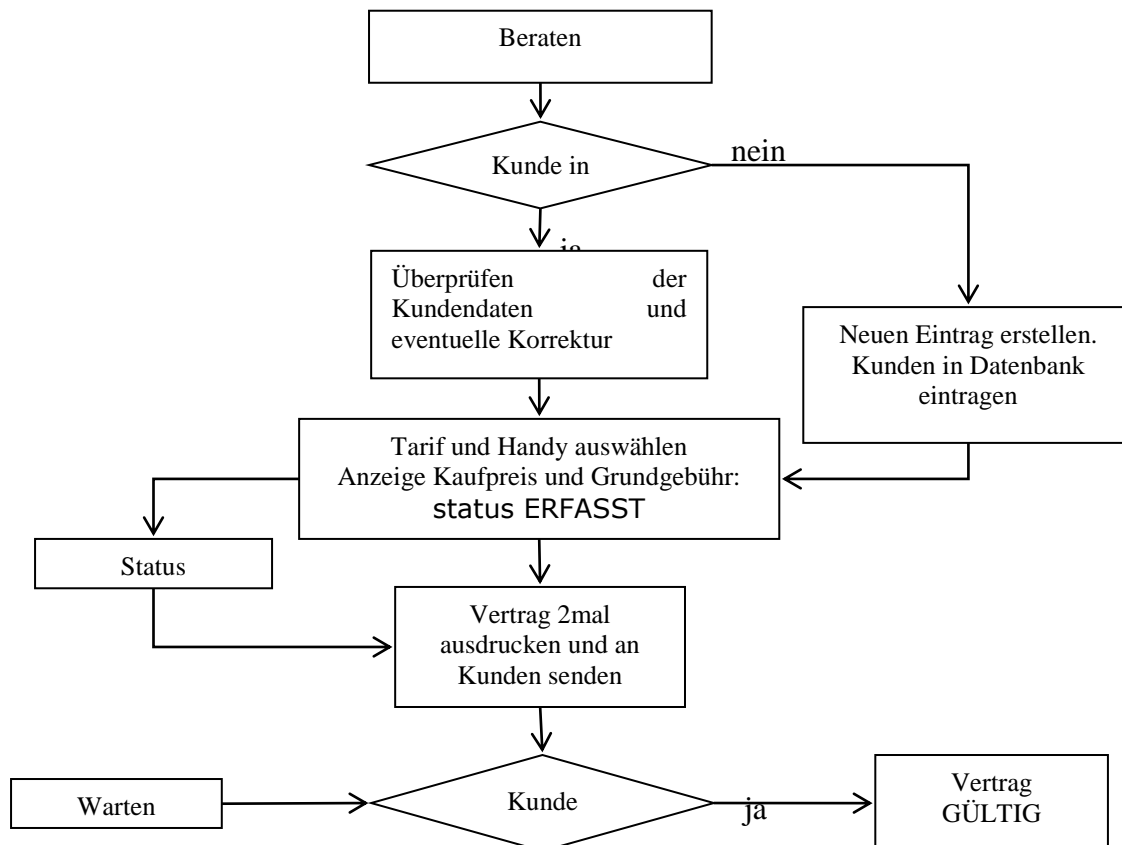 Beraten
Kunde in
nein
ja
Überprüfen der
Kundendaten und
eventuelle Korrektur
Neuen Eintrag erstellen.
Kunden in Datenbank
eintragen
Tarif und Handy auswählen
Anzeige Kaufpreis und Grundgebühr:
status ERFASST
Status
Vertrag 2mal
ausdrucken und an
Kunden senden
Warten
Kunde
ja
Vertrag
GÜLTIG